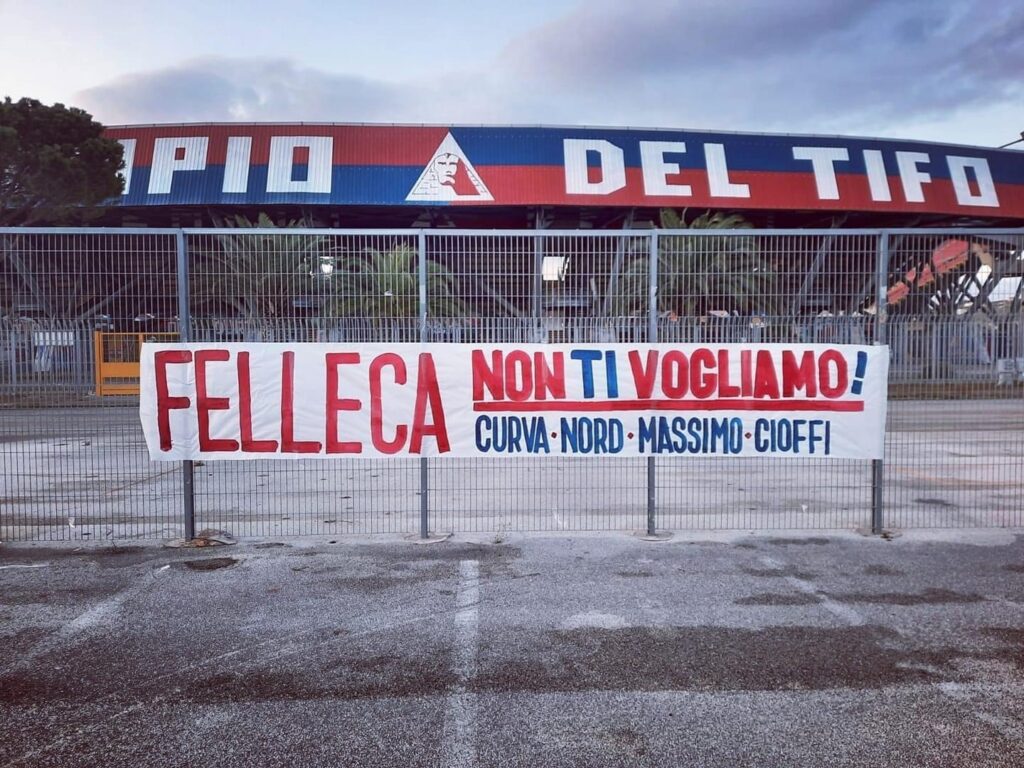 PIO DEL TIFO
FELLECA NON TI VOGLIAMO!
CURVA · NORD · MASSIMO · CIOFFI